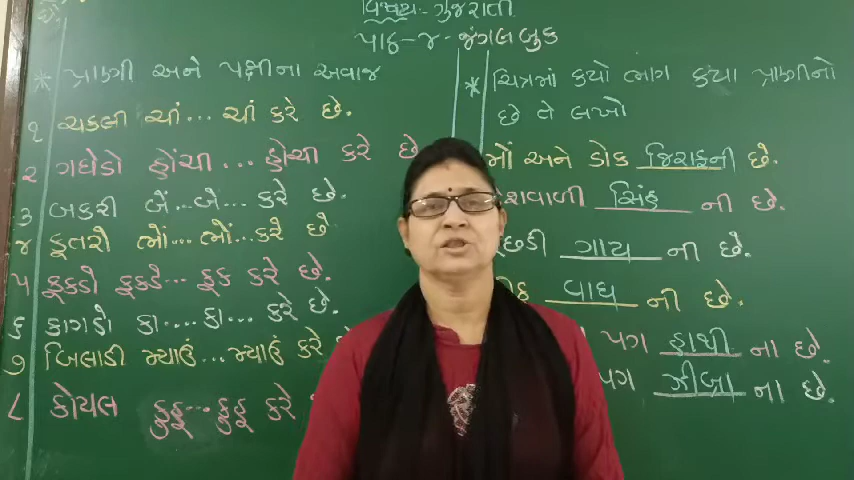 વિષય:- ગુજરાતી
પાઠ-૪- જંગલ બુક
* પ્રાણી અને પક્ષીના અવાજ
૧ ચકલી ચીં... ચીં કરે છે.
૨ ગધેડો હોંચી... હોંચી કરે છે
૩ બકરી બેં...બેં... કરે છે.
૪ કૂતરો ભોં...ભોં...કરે છે
૫ કૂકડો કૂકડે... કૂક કરે છે.
૬ કાગડો કા....કા... કરે છે.
૭ બિલાડી મ્યાઉં...મ્યાઉં કરે
૮ કોયલ કુહૂ...કુહૂ કરે
* ચિત્રમાં કયો ભાગ કયા પ્રાણીનો
છે તે લખો
મોં અને ડોક જિરાફની છે.
શવાળી સિંહ ની છે.
છડી ગાય ની છે.
વાઘ ની છે.
પગ હાથી ના છે.
પગ ઝીબ્રા ના છે.